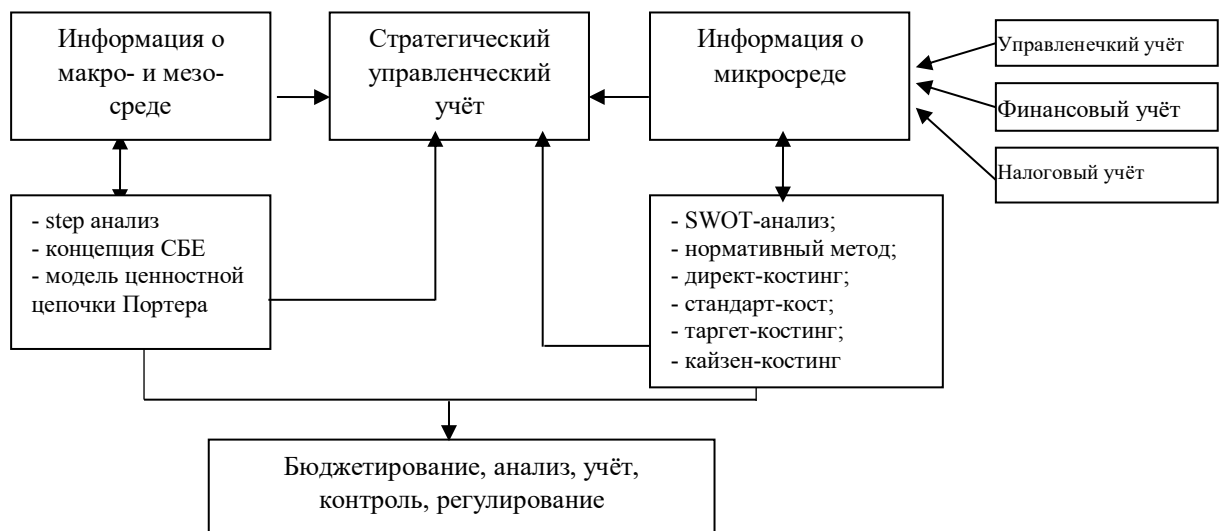 Информация о
макро- и мезо-
среде
Стратегический
управленческий
учёт
Информация о
микросреде
Управленечкий учёт
Финансовый учёт
Налоговый учёт
- step анализ
- концепция СБЕ
- модель ценностной
цепочки Портера
- SWOT-анализ;
- нормативный метод;
- директ-костинг;
- стандарт-кост;
- таргет-костинг;
- кайзен-костинг
Бюджетирование, анализ, учёт,
контроль, регулирование